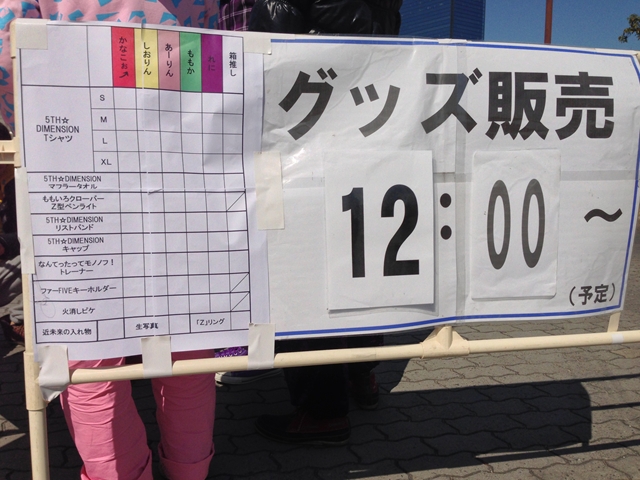 かなこぉ↗ しおりん あーりん ももか れに 箱推し
5TH☆
DIMENSION
Tシャツ
S
M
L
XL
5TH☆DIMENSION
マフラータオル
ももいろクローバー
Z型ペンライト
5TH☆DIMENSION
リストバンド
5TH☆DIMENSION
キャップ
なんてったってモノノフ!
トレーナー
ファーFIVEキーホルダー
火消しピケ
近未来の入れ物 生写真 「Z」リング
グッズ販売
12:00~
(予定)